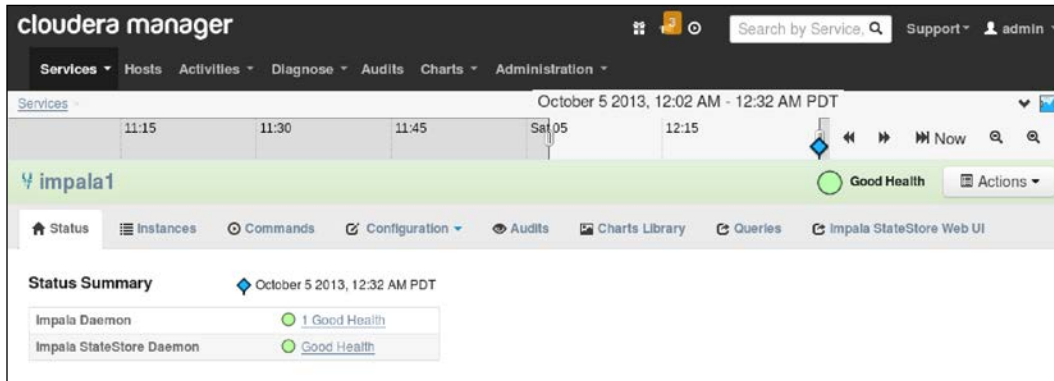 cloudera manager
3
Search by Service,
Support
admin
Services Hosts Activities Diagnose Audits Charts Administration
Services
October 5 2013, 12:02 AM - 12:32 AM PDT
11:15 11:30 11:45 Sat 05 12:15
Now
impala1
Good Health
Actions
Status Instances Commands Configuration Audits Charts Library Queries Impala StateStore Web UI
Status Summary
October 5 2013, 12:32 AM PDT
Impala Daemon 1 Good Health
Impala StateStore Daemon Good Health